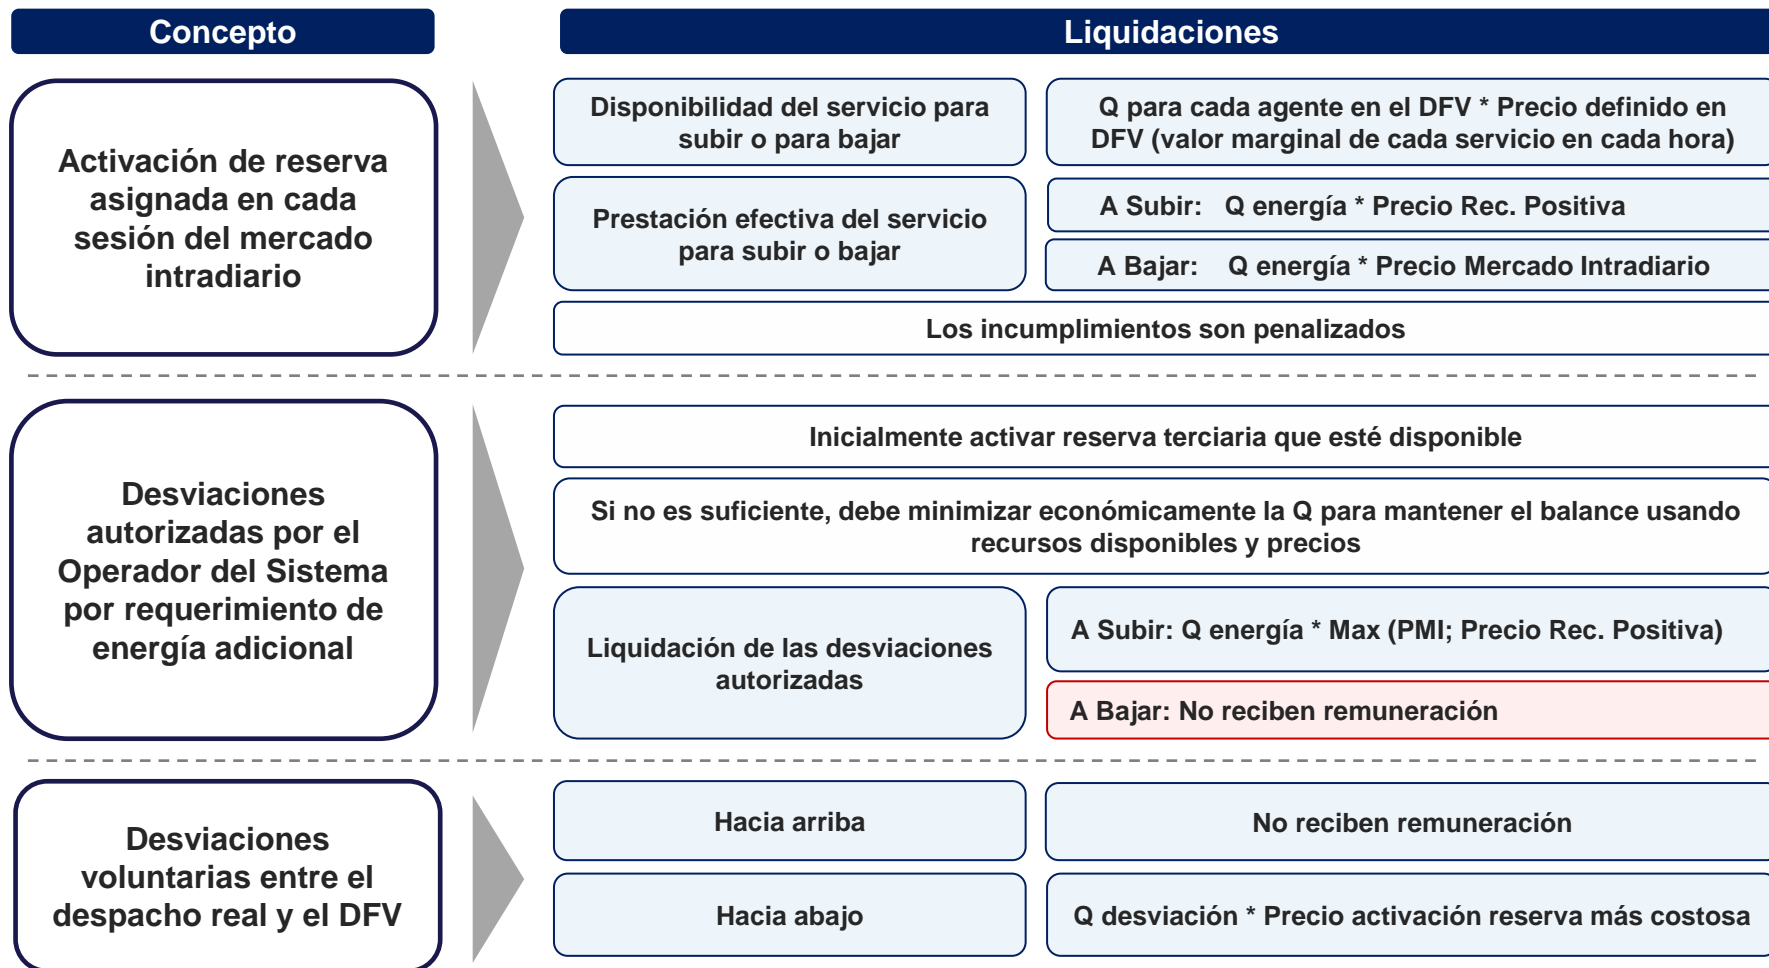 Concepto
Liquidaciones
Activación de reserva
asignada en cada
sesión del mercado
intradiario
Disponibilidad del servicio para
subir o para bajar
Q para cada agente en el DFV * Precio definido en
DFV (valor marginal de cada servicio en cada hora)
Prestación efectiva del servicio
para subir o bajar
A Subir: Q energía * Precio Rec. Positiva
A Bajar: Q energía * Precio Mercado Intradiario
Los incumplimientos son penalizados
Desviaciones
autorizadas por el
Operador del Sistema
por requerimiento de
energía adicional
Inicialmente activar reserva terciaria que esté disponible
Si no es suficiente, debe minimizar económicamente la Q para mantener el balance usando
recursos disponibles y precios
Liquidación de las desviaciones
autorizadas
A Subir: Q energía * Max (PMI; Precio Rec. Positiva)
A Bajar: No reciben remuneración
Desviaciones
voluntarias entre el
despacho real y el DFV
Hacia arriba
No reciben remuneración
Hacia abajo
Q desviación * Precio activación reserva más costosa